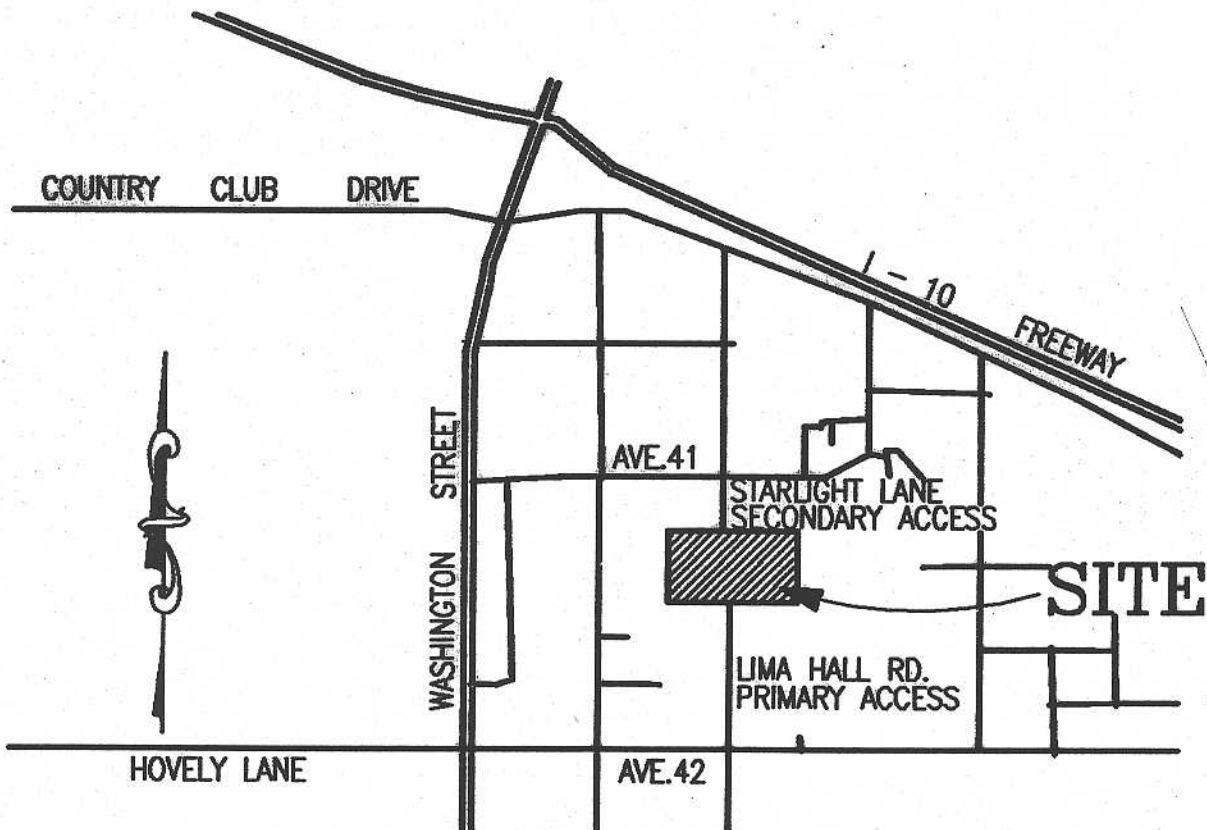 COUNTRY CLUB DRIVE
I - 10
FREEWAY
WASHINGTON STREET
AVE.41
STARLIGHT LANE
SECONDARY ACCESS
SITE
LIMA HALL RD.
PRIMARY ACCESS
HOVELY LANE
AVE.42